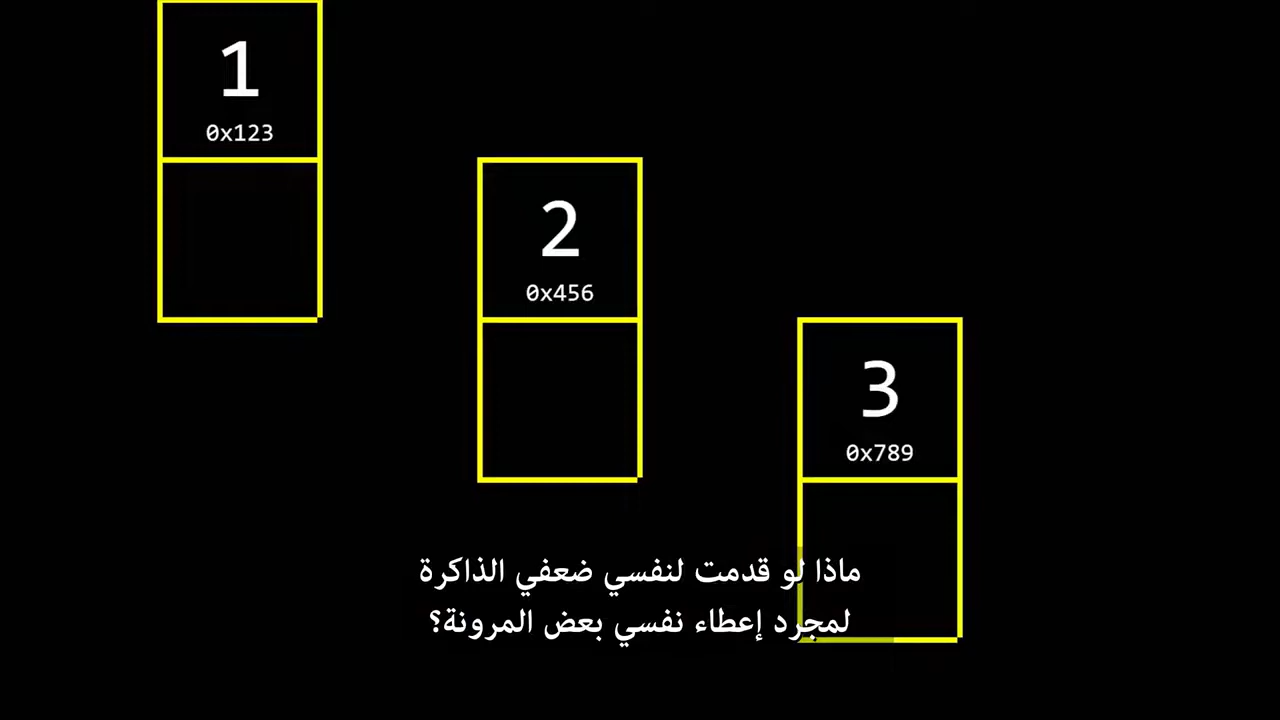 1
0x123
2
0x456
3
0x789
ماذا لو قدمت لنفسي ضعفي الذاكرة
لمجرد إعطاء نفسي بعض المرونة؟